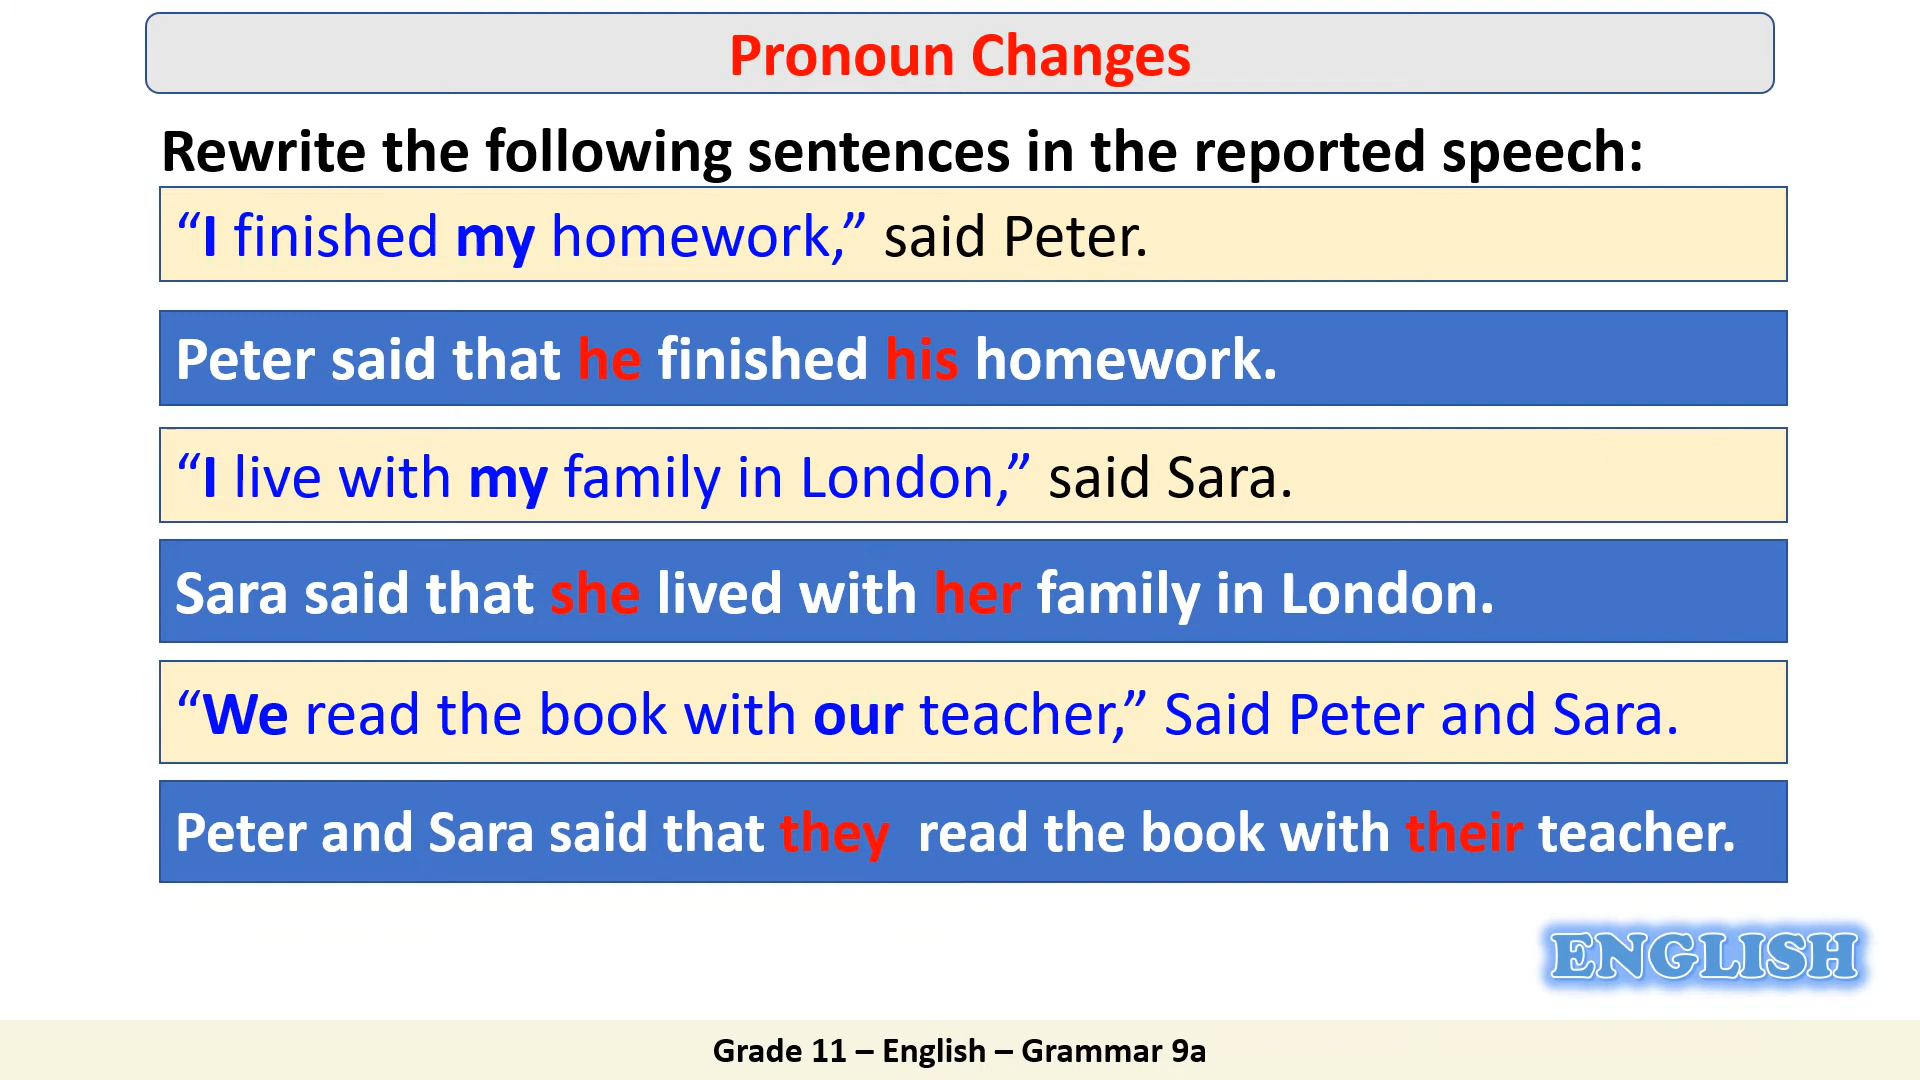 Pronoun Changes
Rewrite the following sentences in the reported speech:
“I finished my homework,” said Peter.
Peter said that he finished his homework.
“I live with my family in London,” said Sara.
Sara said that she lived with her family in London.
“We read the book with our teacher,” Said Peter and Sara.
Peter and Sara said that they  read the book with their teacher.
ENGLISH
Grade 11 – English – Grammar 9a